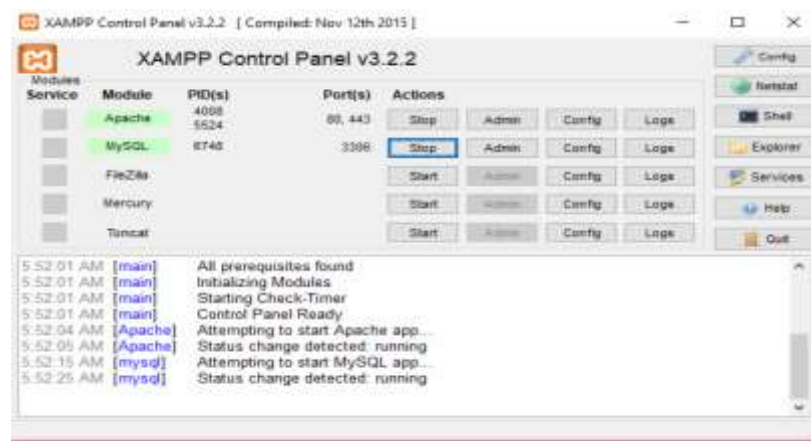 XAMPP Control Panel v3.2.2 [ Compiled: Nov 12th 2015 ]
XAMPP Control Panel v3.2.2
Config
Modules
Service Module PID(s) Port(s) Actions
Netstat
Apache 4088 5524 80, 443 Stop Admin Config Logs
Shell
MySQL 8748 3306 Stop Admin Config Logs
Explorer
FileZilla Start Admin Config Logs
Services
Mercury Start Admin Config Logs
Help
Tomcat Start Admin Config Logs
Quit
5:52:01 AM [main] All prerequisites found
5:52:01 AM [main] Initializing Modules
5:52:01 AM [main] Starting Check-Timer
5:52:01 AM [main] Control Panel Ready
5:52:04 AM [Apache] Attempting to start Apache app...
5:52:05 AM [Apache] Status change detected: running
5:52:15 AM [mysql] Attempting to start MySQL app...
5:52:25 AM [mysql] Status change detected: running